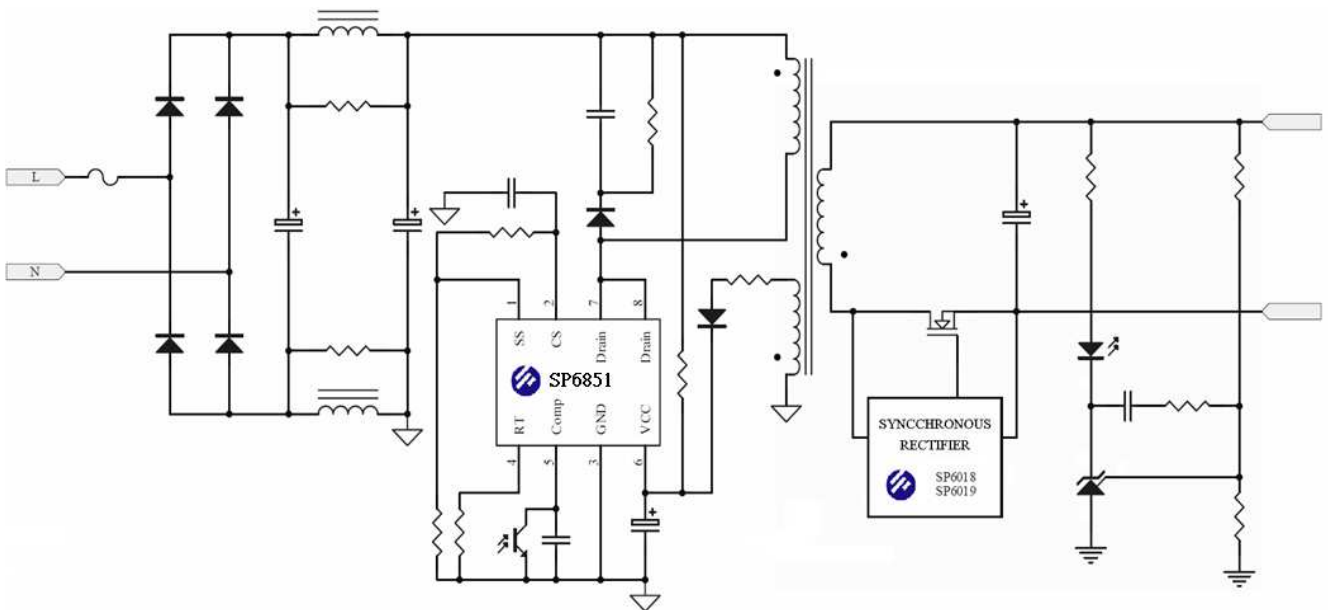 L
N
+
+
+
1
2
7
8
SS
CS
Drain
Drain
SP6851
RT
Comp
GND
VCC
4
5
3
6
+
SYNCCHRONOUS
RECTIFIER
SP6018
SP6019